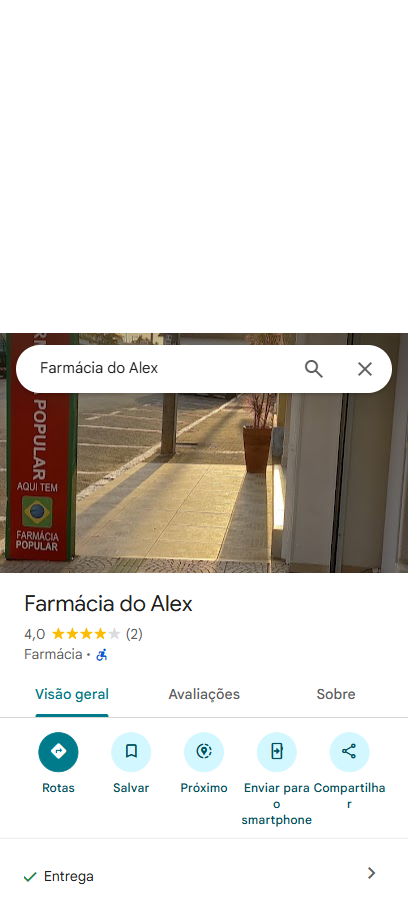 Farmácia do Alex
POPULAR
AQUI TEM
FARMÁCIA
POPULAR
Farmácia do Alex
4,0 (2)
Farmácia ·
Visão geral Avaliações Sobre
Rotas Salvar Próximo Enviar para o smartphone Compartilhar
Entrega